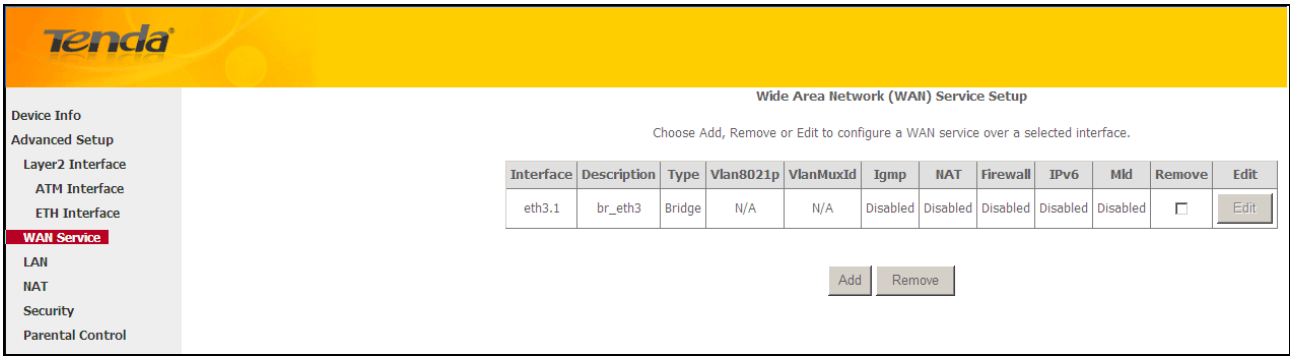 Tenda
Wide Area Network (WAN) Service Setup
Choose Add, Remove or Edit to configure a WAN service over a selected interface.
Device Info
Advanced Setup
Layer2 Interface
ATM Interface
ETH Interface
WAN Service
LAN
NAT
Security
Parental Control
Interface Description Type Vlan8021p VlanMuxId Igmp NAT Firewall IPv6 Mld Remove Edit
eth3.1 br_eth3 Bridge N/A N/A Disabled Disabled Disabled Disabled Disabled Edit
Add Remove